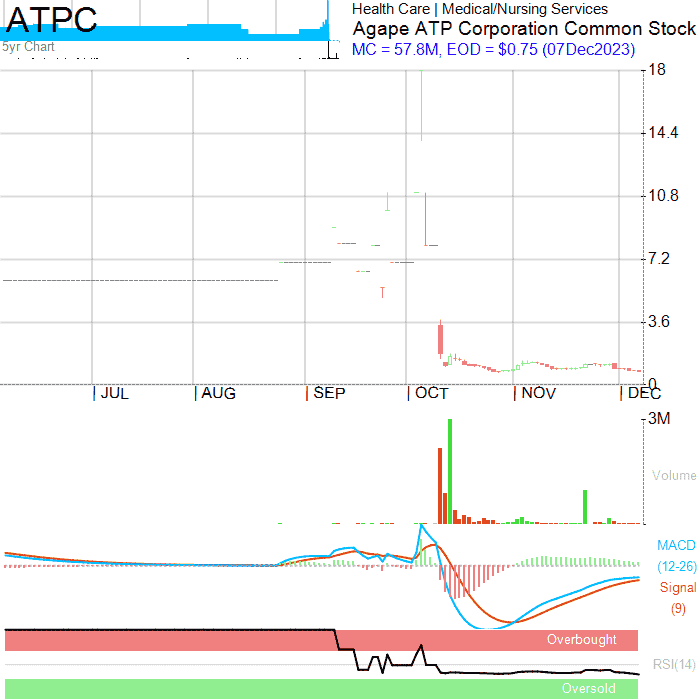 ATPC
5yr Chart
Health Care | Medical/Nursing Services
Agape ATP Corporation Common Stock
MC = 57.8M, EOD = $0.75 (07Dec2023)
18
14.4
10.8
7.2
3.6
0
JUL
AUG
SEP
OCT
NOV
DEC
3M
Volume
MACD
(12-26)
Signal
(9)
Overbought
RSI(14)
Oversold